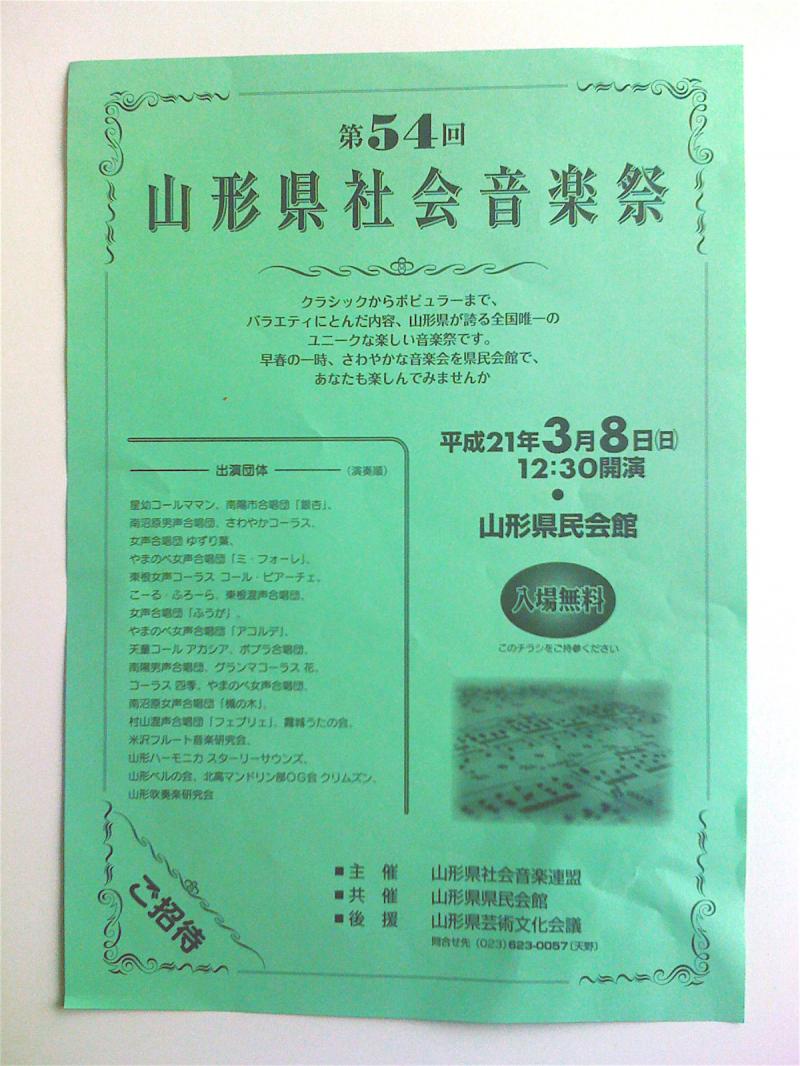 第54回
山形県社会音楽祭
クラシックからポピュラーまで、
バラエティにとんだ内容、山形県が誇る全国唯一の
ユニークな楽しい音楽祭です。
早春の一時、さわやかな音楽会を県民会館で、
あなたも楽しんでみませんか
平成21年3月8日(日)
12:30開演
山形県民会館
入場無料
このチラシをご持参ください
出演団体 (演奏順)
星幼コールママン、南陽市合唱団「銀杏」、
南沼原男声合唱団、さわやかコーラス、
女声合唱団 ゆずり葉、
やまのべ女声合唱団「ミ・フォーレ」、
東根女声コーラス コール・ピアーチェ、
こーる・ふろーら、東根混声合唱団、
女声合唱団「ふうが」、
やまのべ女声合唱団「アコルデ」、
天童コール アカシア、ポプラ合唱団、
南陽男声合唱団、グランマコーラス 花、
コーラス 四季、やまのべ女声合唱団、
南沼原女声合唱団「楓の木」、
村山混声合唱団「フェブリェ」、霞城うたの会、
米沢フルート音楽研究会、
山形ハーモニカ スターリーサウンズ、
山形ベルの会、北高マンドリン部OG会 クリムズン、
山形吹奏楽研究会
ご招待
■主催 山形県社会音楽連盟
■共催 山形県県民会館
■後援 山形県芸術文化会議
問合せ先 (023)623-0057(天野)